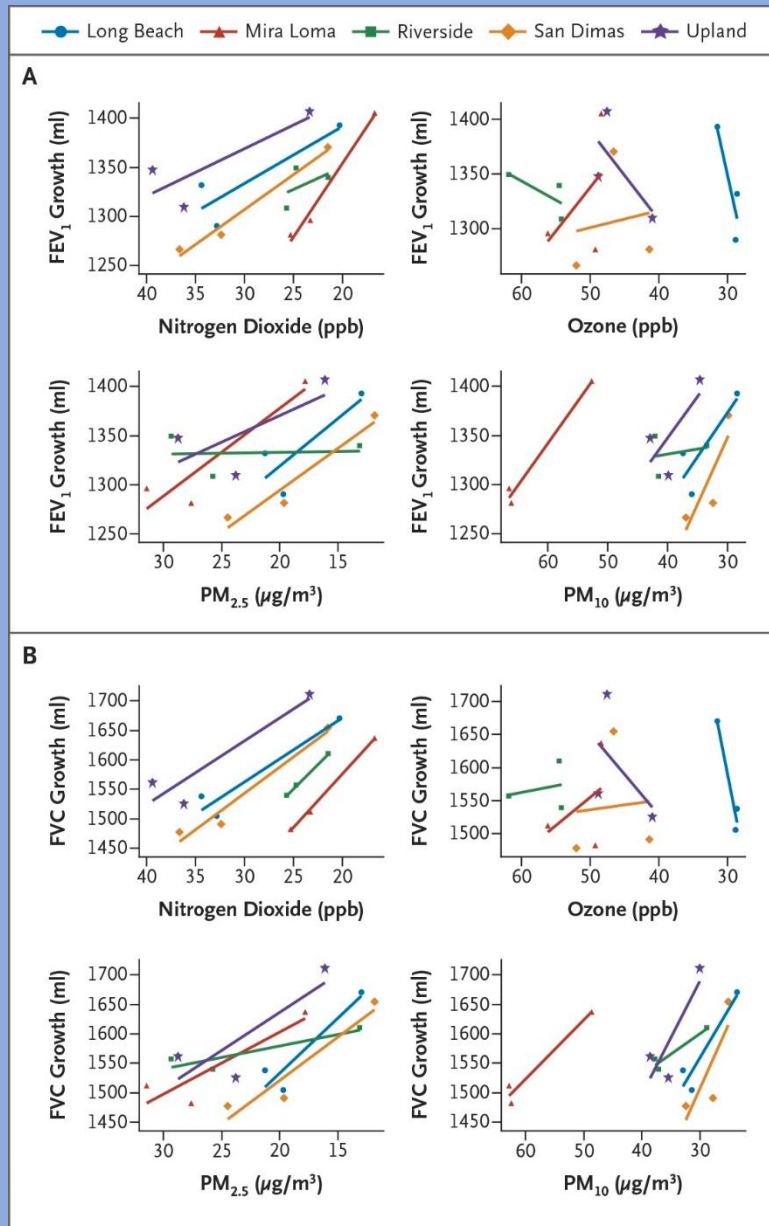 Long Beach Mira Loma Riverside San Dimas Upland
A
FEV₁ Growth (ml)
1400
1350
1300
1250
40 35 30 25 20
Nitrogen Dioxide (ppb)
FEV₁ Growth (ml)
1400
1350
1300
60 50 40 30
Ozone (ppb)
FEV₁ Growth (ml)
1400
1350
1300
1250
30 25 20 15
PM₂.₅ (µg/m³)
FEV₁ Growth (ml)
1400
1350
1300
1250
60 50 40 30
PM₁₀ (µg/m³)
B
FVC Growth (ml)
1700
1650
1600
1550
1500
1450
40 35 30 25 20
Nitrogen Dioxide (ppb)
FVC Growth (ml)
1700
1650
1600
1550
1500
60 50 40 30
Ozone (ppb)
FVC Growth (ml)
1700
1650
1600
1550
1500
1450
30 25 20 15
PM₂.₅ (µg/m³)
FVC Growth (ml)
1700
1650
1600
1550
1500
1450
60 50 40 30
PM₁₀ (µg/m³)